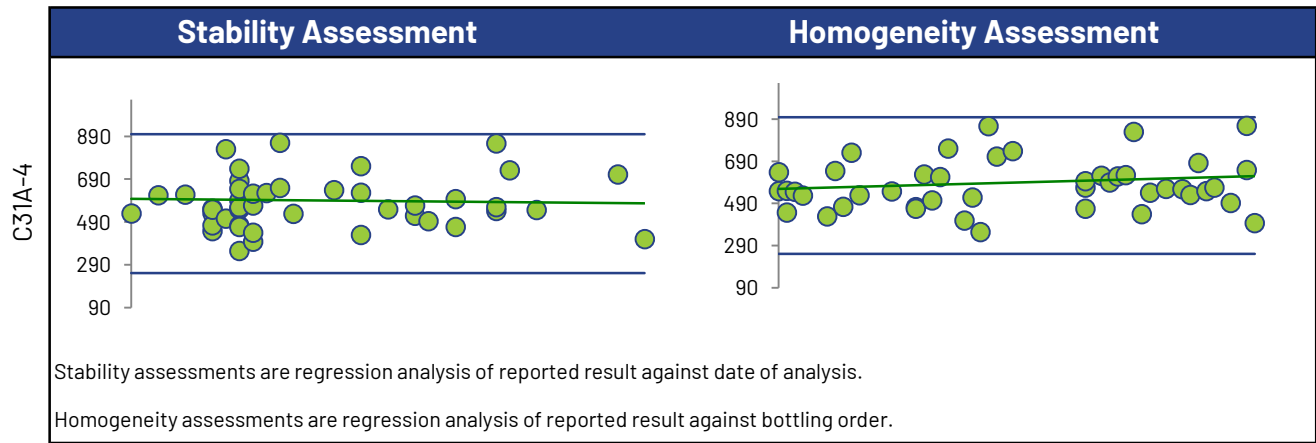 Stability Assessment
Homogeneity Assessment
C31A-4
890
690
490
290
90
890
690
490
290
90
Stability assessments are regression analysis of reported result against date of analysis.
Homogeneity assessments are regression analysis of reported result against bottling order.